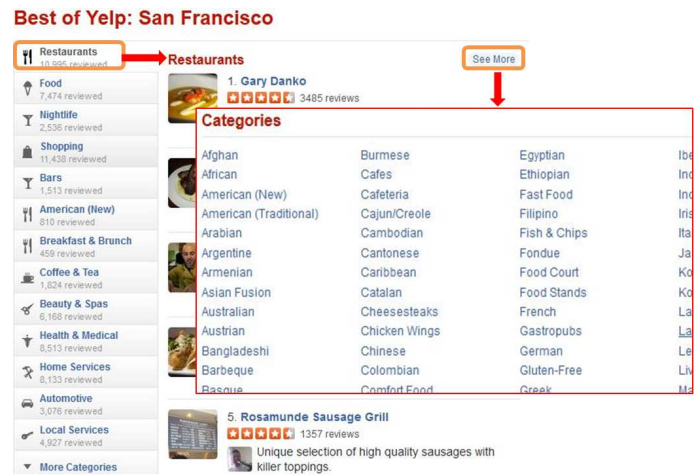 Best of Yelp: San Francisco
Restaurants
10,995 reviewed
Food
7,474 reviewed
Nightlife
2,536 reviewed
Shopping
11,438 reviewed
Bars
1,513 reviewed
American (New)
810 reviewed
Breakfast & Brunch
459 reviewed
Coffee & Tea
1,824 reviewed
Beauty & Spas
6,168 reviewed
Health & Medical
8,513 reviewed
Home Services
8,133 reviewed
Automotive
3,076 reviewed
Local Services
4,927 reviewed
More Categories
Restaurants
See More
1. Gary Danko
3485 reviews
Categories
Afghan
African
American (New)
American (Traditional)
Arabian
Argentine
Armenian
Asian Fusion
Australian
Austrian
Bangladeshi
Barbeque
Basque
Burmese
Cafes
Cafeteria
Cajun/Creole
Cambodian
Cantonese
Caribbean
Catalan
Cheesesteaks
Chicken Wings
Chinese
Colombian
Comfort Food
Egyptian
Ethiopian
Fast Food
Filipino
Fish & Chips
Fondue
Food Court
Food Stands
French
Gastropubs
German
Gluten-Free
Greek
5. Rosamunde Sausage Grill
1357 reviews
Unique selection of high quality sausages with
killer toppings.